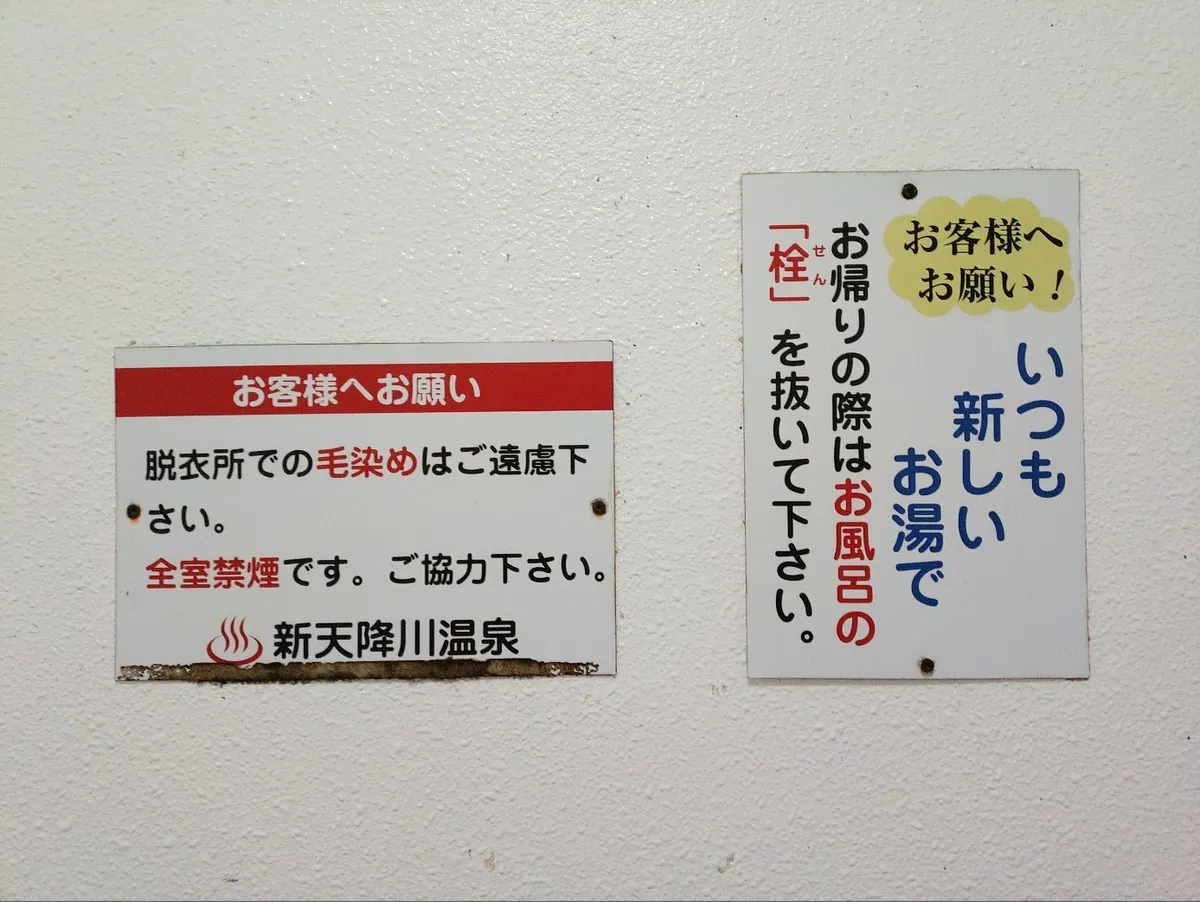 お客様へお願い
脱衣所での毛染めはご遠慮下
さい。
全室禁煙です。ご協力下さい。
新天降川温泉
お客様へ
お願い！
いつも
新しい
お湯で
お帰りの際はお風呂の
せん
「栓」を抜いて下さい。